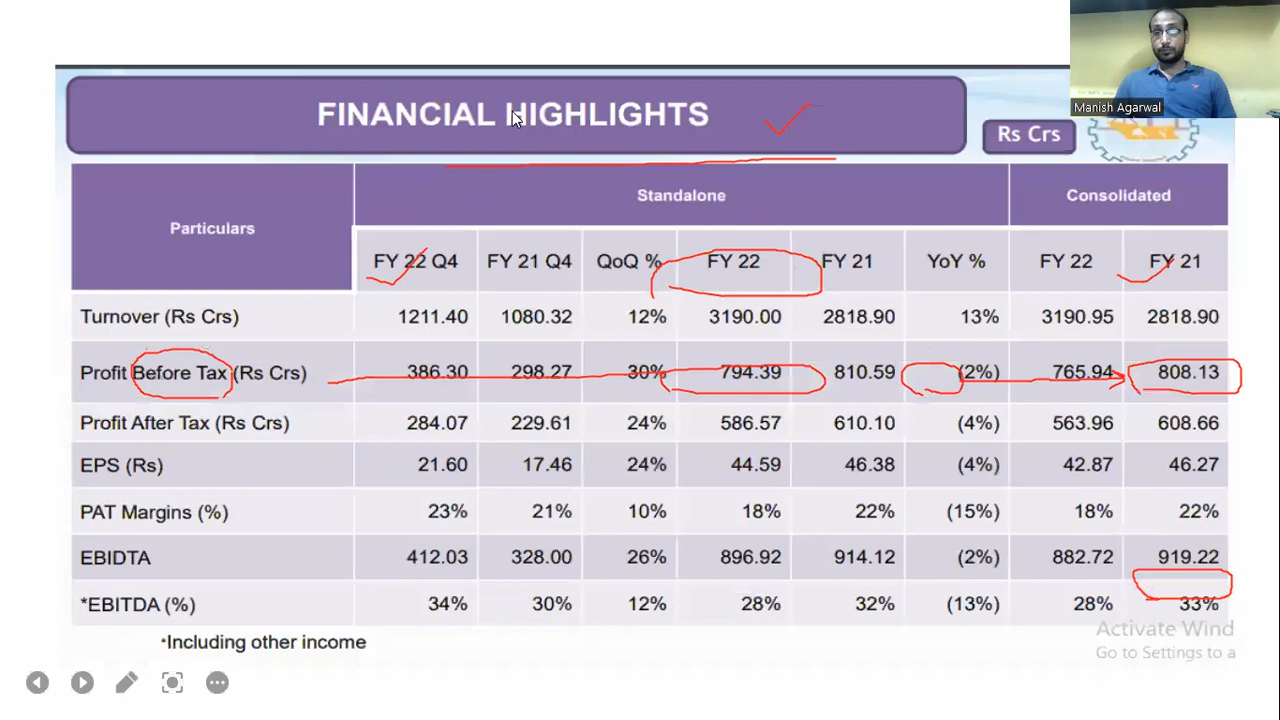 Manish Agarwal
FINANCIAL HIGHLIGHTS
Rs Crs
Particulars Standalone Consolidated
FY 22 Q4 FY 21 Q4 QoQ % FY 22 FY 21 YoY % FY 22 FY 21
Turnover (Rs Crs) 1211.40 1080.32 12% 3190.00 2818.90 13% 3190.95 2818.90
Profit Before Tax (Rs Crs) 386.30 298.27 30% 794.39 810.59 (2%) 765.94 808.13
Profit After Tax (Rs Crs) 284.07 229.61 24% 586.57 610.10 (4%) 563.96 608.66
EPS (Rs) 21.60 17.46 24% 44.59 46.38 (4%) 42.87 46.27
PAT Margins (%) 23% 21% 10% 18% 22% (15%) 18% 22%
EBIDTA 412.03 328.00 26% 896.92 914.12 (2%) 882.72 919.22
*EBITDA (%) 34% 30% 12% 28% 32% (13%) 28% 33%
*Including other income
Activate Wind
Go to Settings to a